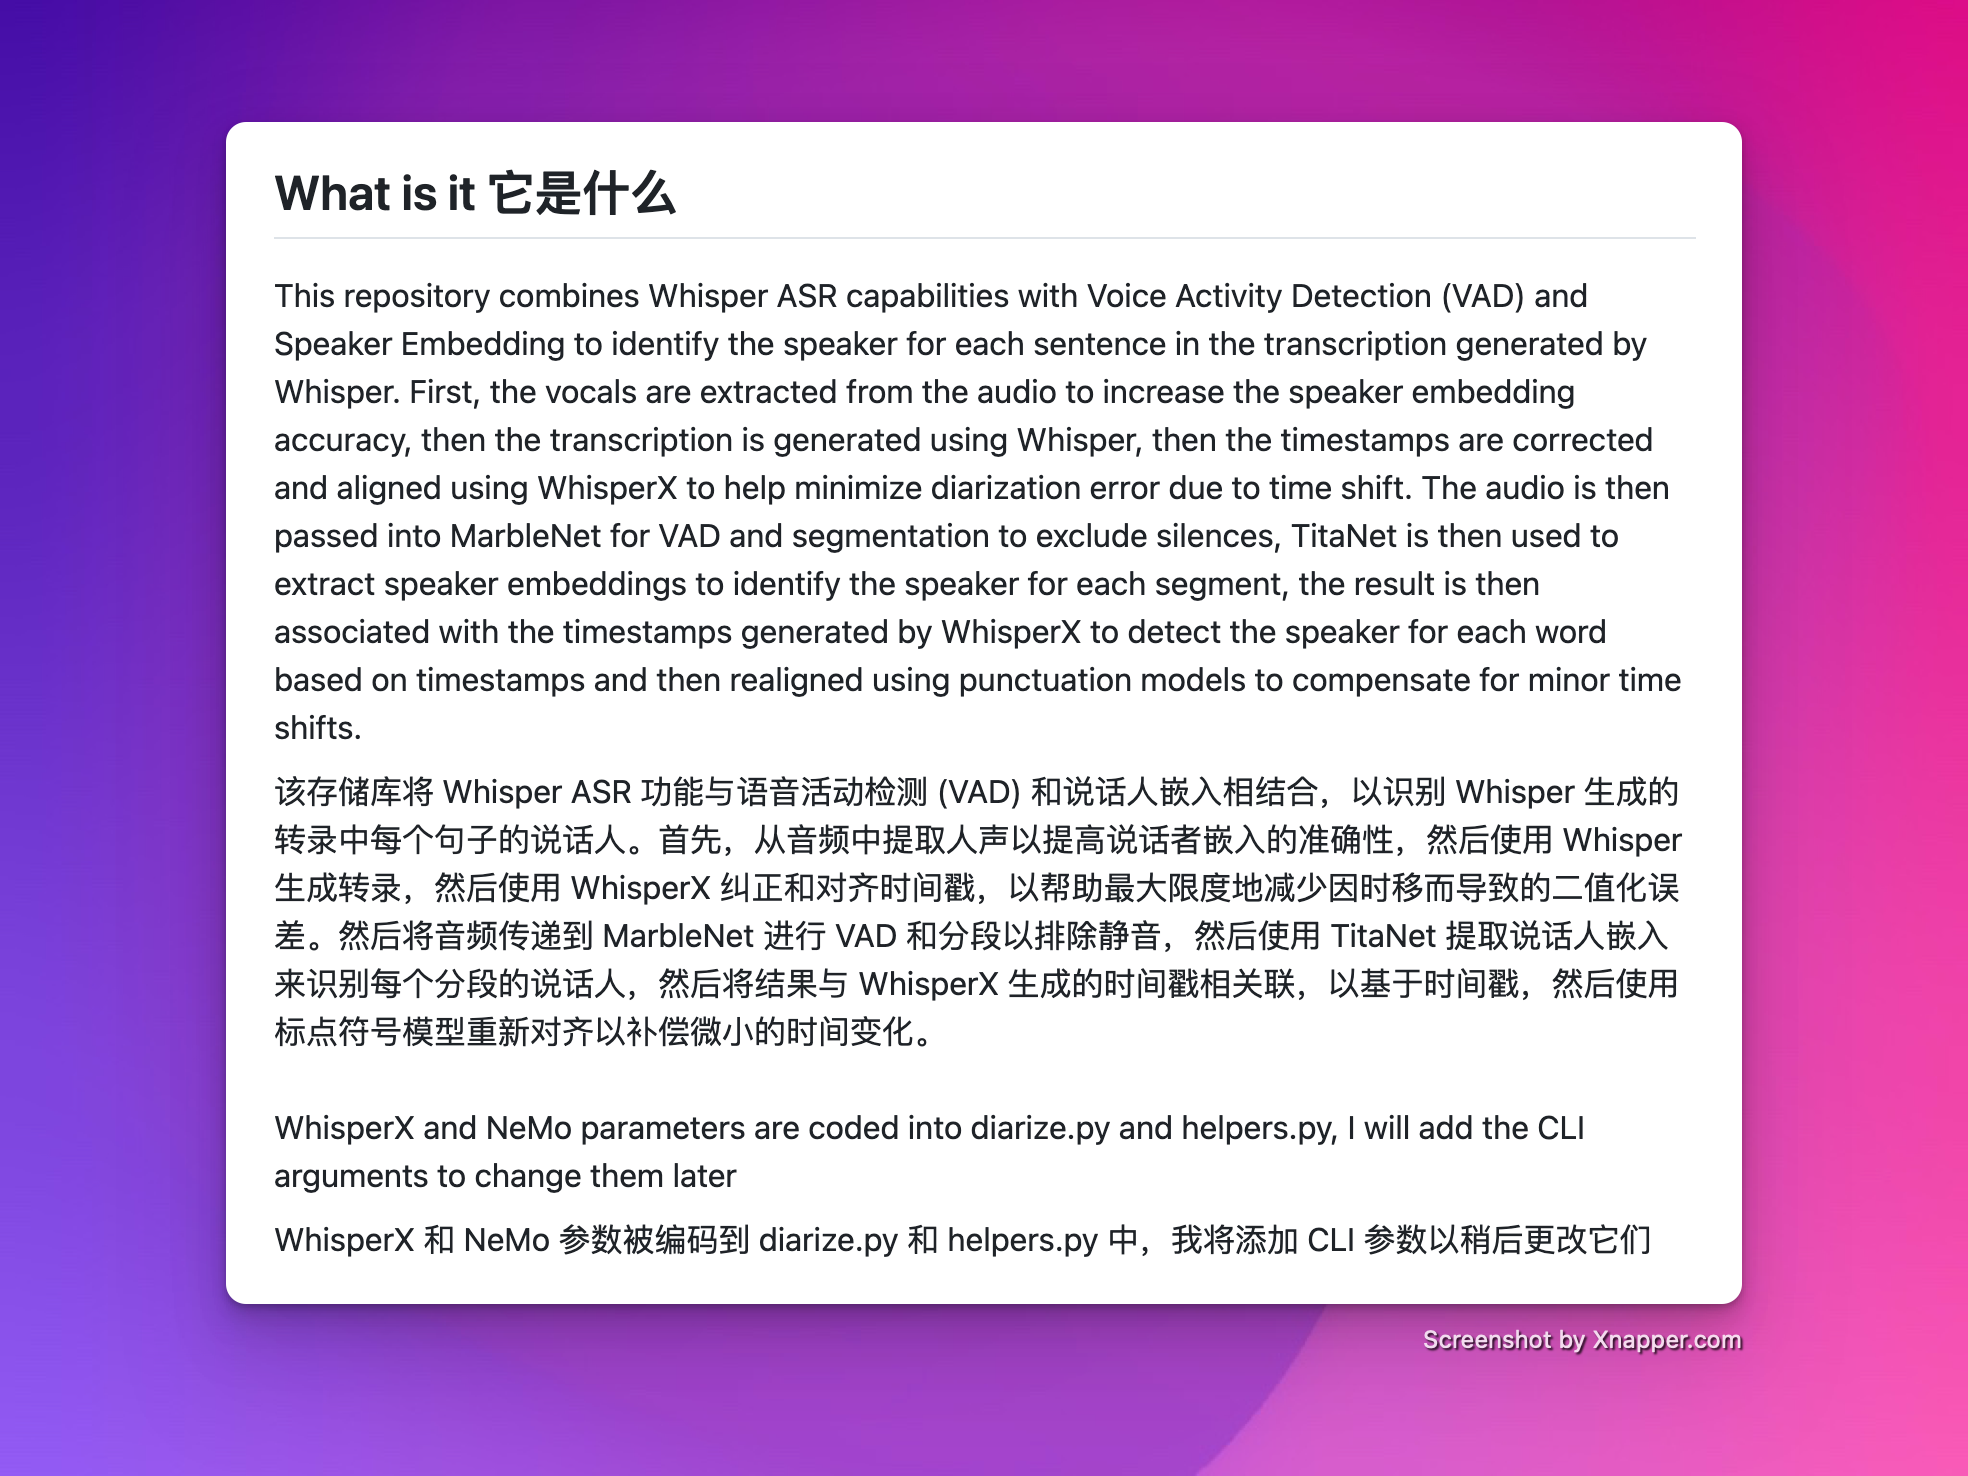 What is it 它是什么
This repository combines Whisper ASR capabilities with Voice Activity Detection (VAD) and
Speaker Embedding to identify the speaker for each sentence in the transcription generated by
Whisper. First, the vocals are extracted from the audio to increase the speaker embedding
accuracy, then the transcription is generated using Whisper, then the timestamps are corrected
and aligned using WhisperX to help minimize diarization error due to time shift. The audio is then
passed into MarbleNet for VAD and segmentation to exclude silences, TitaNet is then used to
extract speaker embeddings to identify the speaker for each segment, the result is then
associated with the timestamps generated by WhisperX to detect the speaker for each word
based on timestamps and then realigned using punctuation models to compensate for minor time
shifts.
该存储库将 Whisper ASR 功能与语音活动检测 (VAD) 和说话人嵌入相结合，以识别 Whisper 生成的
转录中每个句子的说话人。首先，从音频中提取人声以提高说话者嵌入的准确性，然后使用 Whisper
生成转录，然后使用 WhisperX 纠正和对齐时间戳，以帮助最大限度地减少因时移而导致的二值化误
差。然后将音频传递到 MarbleNet 进行 VAD 和分段以排除静音，然后使用 TitaNet 提取说话人嵌入
来识别每个分段的说话人，然后将结果与 WhisperX 生成的时间戳相关联，以基于时间戳，然后使用
标点符号模型重新对齐以补偿微小的时间变化。
WhisperX and NeMo parameters are coded into diarize.py and helpers.py, I will add the CLI
arguments to change them later
WhisperX 和 NeMo 参数被编码到 diarize.py 和 helpers.py 中，我将添加 CLI 参数以稍后更改它们
Screenshot by Xnapper.com